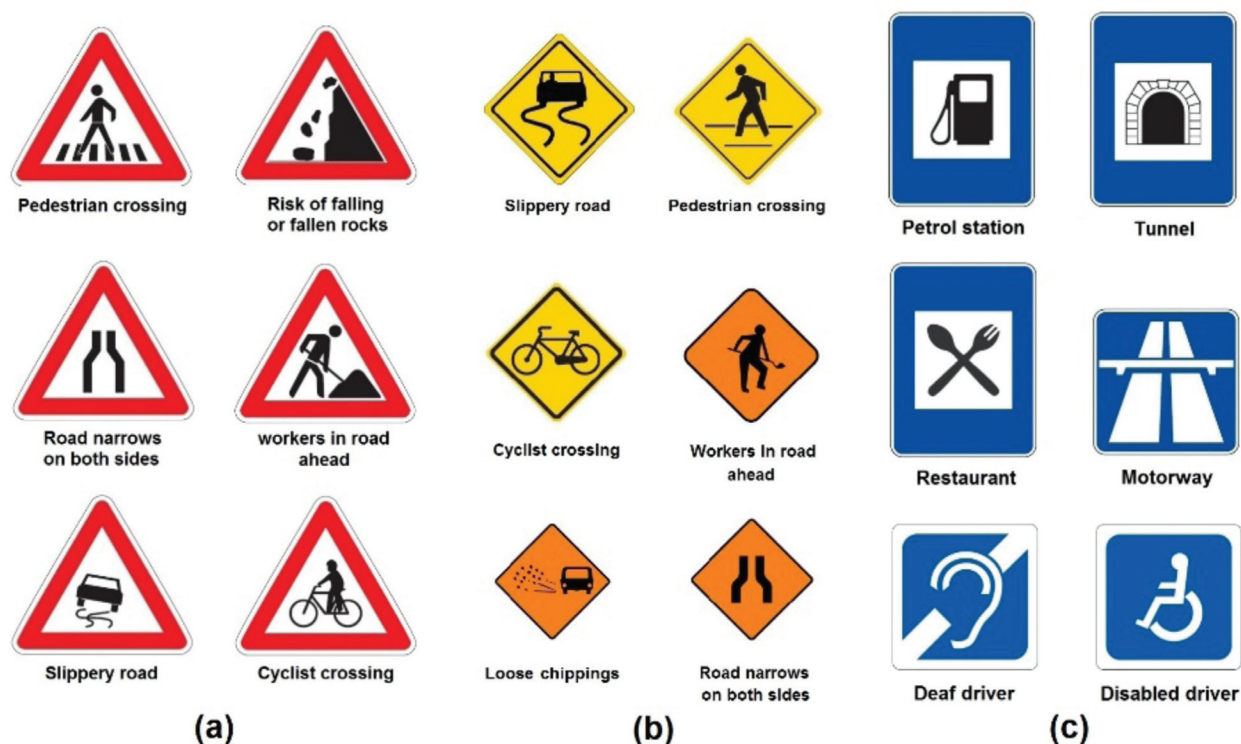 Pedestrian crossing
Risk of falling
or fallen rocks
Slippery road
Pedestrian crossing
Petrol station
Tunnel
Road narrows
on both sides
workers in road
ahead
Cyclist crossing
Workers in road
ahead
Restaurant
Motorway
Slippery road
Cyclist crossing
Loose chippings
Road narrows
on both sides
Deaf driver
Disabled driver
(a)
(b)
(c)